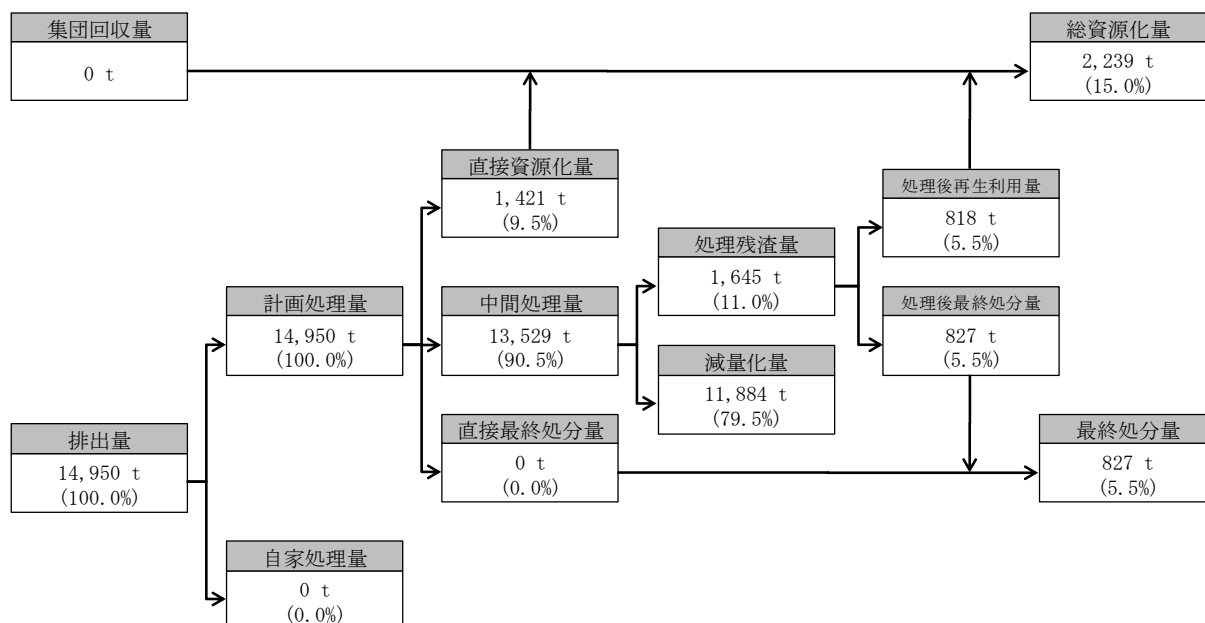 集団回収量
0 t
総資源化量
2,239 t
(15.0%)
直接資源化量
1,421 t
(9.5%)
処理後再生利用量
818 t
(5.5%)
処理残渣量
1,645 t
(11.0%)
計画処理量
14,950 t
(100.0%)
中間処理量
13,529 t
(90.5%)
処理後最終処分量
827 t
(5.5%)
減量化量
11,884 t
(79.5%)
排出量
14,950 t
(100.0%)
直接最終処分量
0 t
(0.0%)
最終処分量
827 t
(5.5%)
自家処理量
0 t
(0.0%)